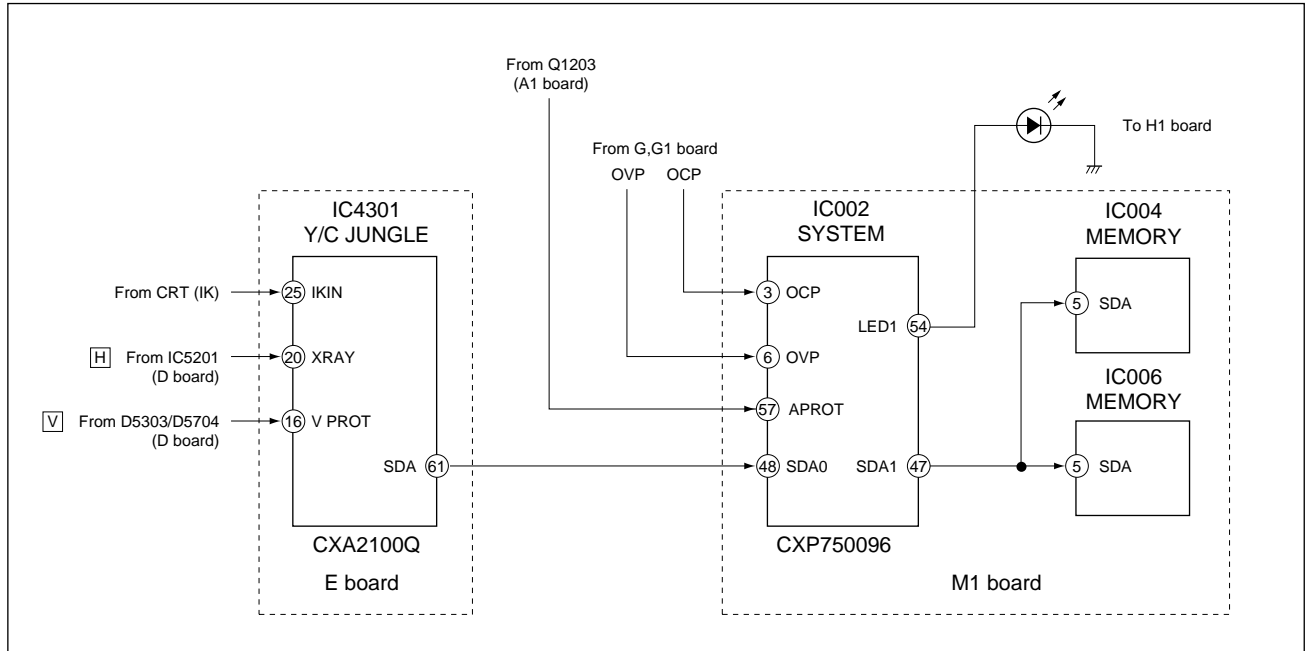 From Q1203
(A1 board)
To H1 board
From G,G1 board
OVP OCP
IC4301
Y/C JUNGLE
IC002
SYSTEM
IC004
MEMORY
From CRT (IK)
25 IKIN
3 OCP
5 SDA
LED1 54
H From IC5201
(D board)
20 XRAY
6 OVP
IC006
MEMORY
V From D5303/D5704
(D board)
16 V PROT
57 APROT
SDA 61
48 SDA0
SDA1 47
5 SDA
CXA2100Q
CXP750096
E board
M1 board